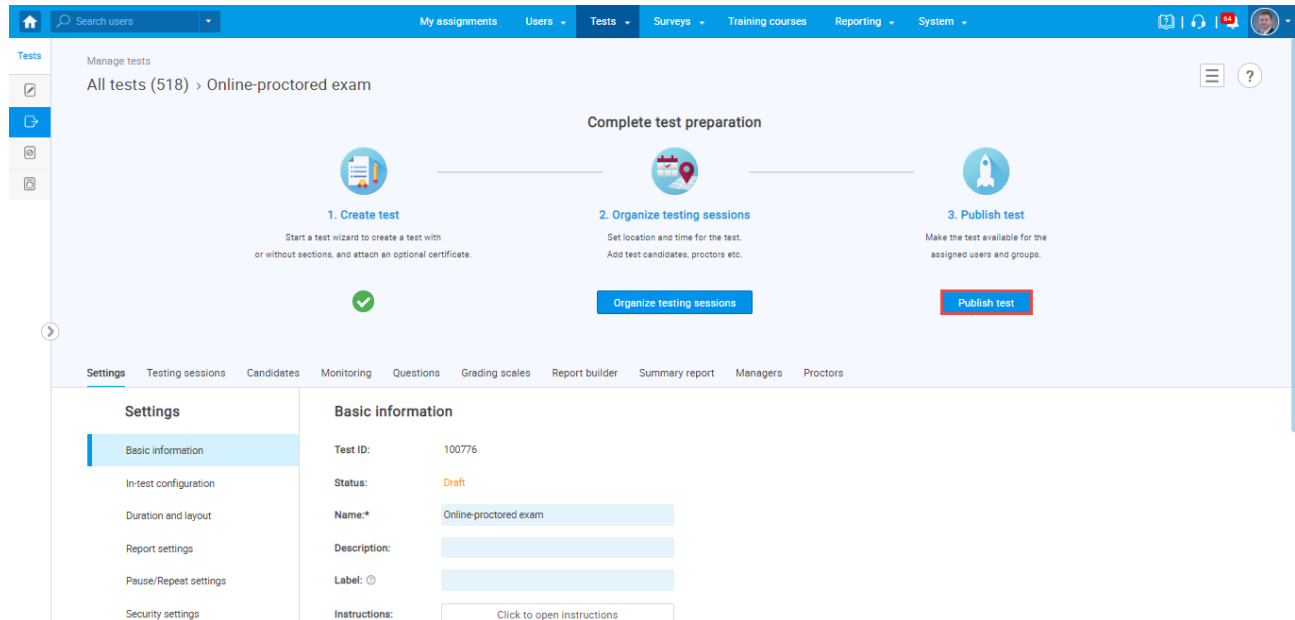 Search users
My assignments Users Tests Surveys Training courses Reporting System
64
Tests
Manage tests
All tests (518) › Online-proctored exam
?
Complete test preparation
1. Create test
Start a test wizard to create a test with
or without sections, and attach an optional certificate.
2. Organize testing sessions
Set location and time for the test.
Add test candidates, proctors etc.
Organize testing sessions
3. Publish test
Make the test available for the
assigned users and groups.
Publish test
Settings Testing sessions Candidates Monitoring Questions Grading scales Report builder Summary report Managers Proctors
Settings
Basic information
In-test configuration
Duration and layout
Report settings
Pause/Repeat settings
Security settings
Basic information
Test ID: 100776
Status: Draft
Name:* Online-proctored exam
Description:
Label: ?
Instructions: Click to open instructions